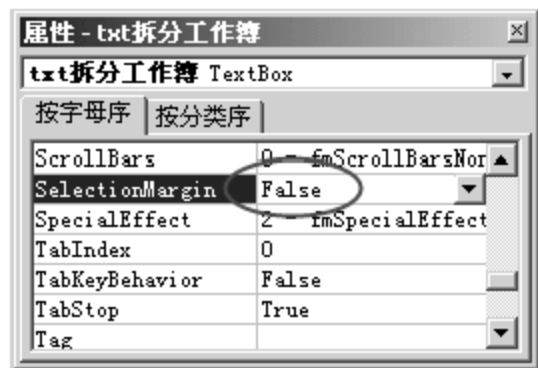 属性 - txt拆分工作簿
txt拆分工作簿 TextBox
按字母序 按分类序
ScrollBars 0 - fmScrollBarsNor
SelectionMargin False
SpecialEffect 2 - fmSpecialEffect
TabIndex 0
TabKeyBehavior False
TabStop True
Tag